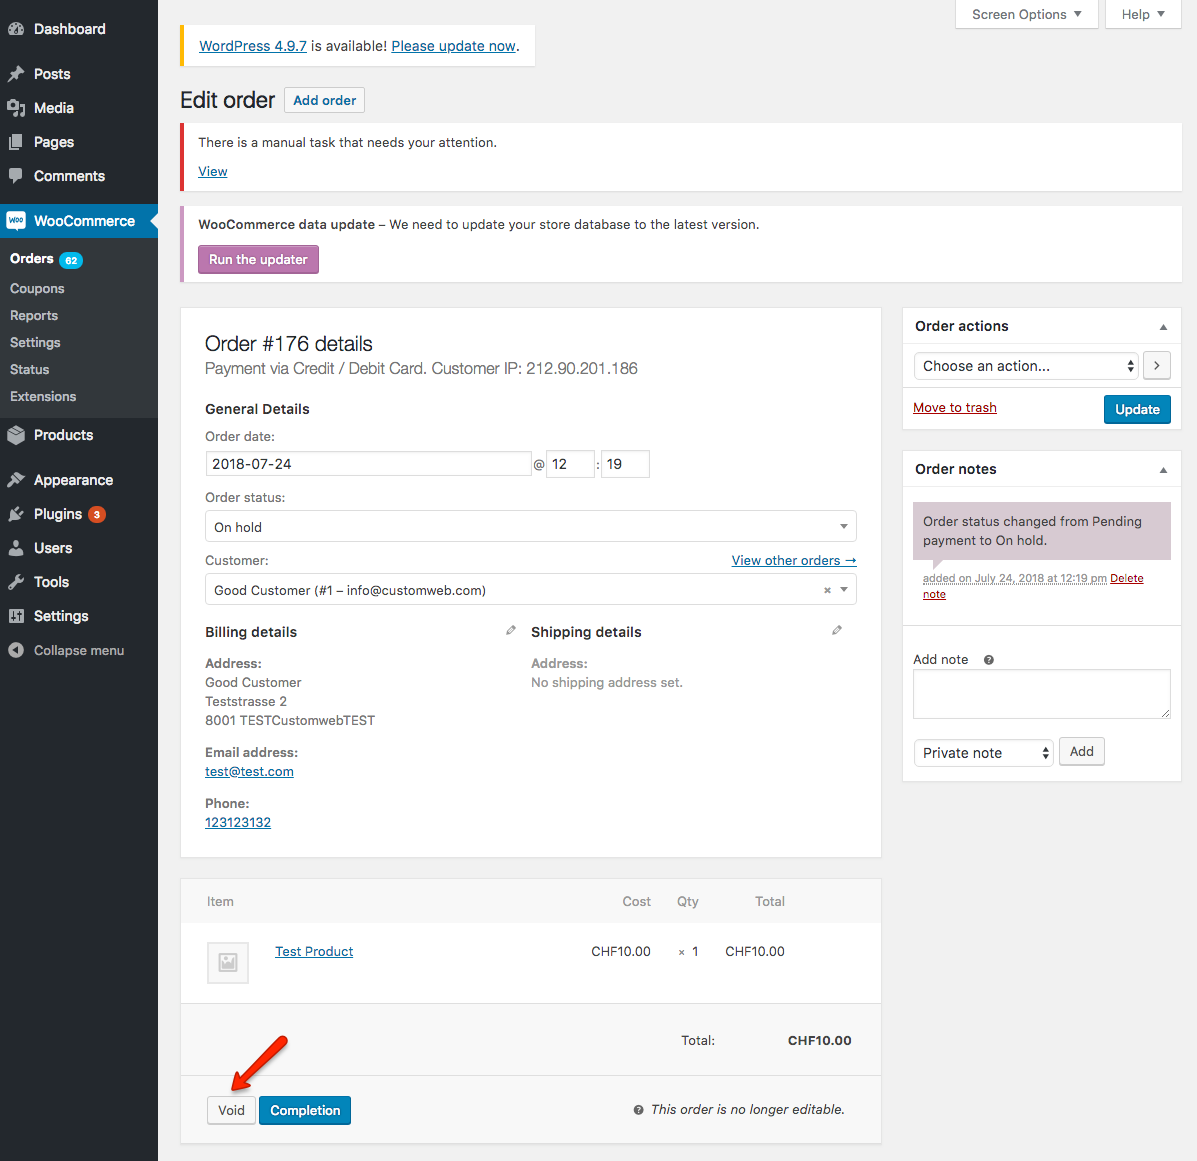 Screen Options
Help
Dashboard
Posts
Media
Pages
Comments
WOO WooCommerce
Orders 62
Coupons
Reports
Settings
Status
Extensions
Products
Appearance
Plugins 3
Users
Tools
Settings
Collapse menu
WordPress 4.9.7 is available! Please update now.
Edit order Add order
There is a manual task that needs your attention.
View
WooCommerce data update – We need to update your store database to the latest version.
Run the updater
Order #176 details
Payment via Credit / Debit Card. Customer IP: 212.90.201.186
General Details
Order date:
2018-07-24 @ 12 : 19
Order status:
On hold
Customer: View other orders →
Good Customer (#1 – info@customweb.com) ×
Billing details
Address:
Good Customer
Teststrasse 2
8001 TESTCustomwebTEST
Email address:
test@test.com
Phone:
123123132
Shipping details
Address:
No shipping address set.
Item Cost Qty Total
Test Product CHF10.00 × 1 CHF10.00
Total: CHF10.00
Void Completion ? This order is no longer editable.
Order actions
Choose an action...
Move to trash Update
Order notes
Order status changed from Pending
payment to On hold.
added on July 24, 2018 at 12:19 pm Delete
note
Add note ?
Private note Add